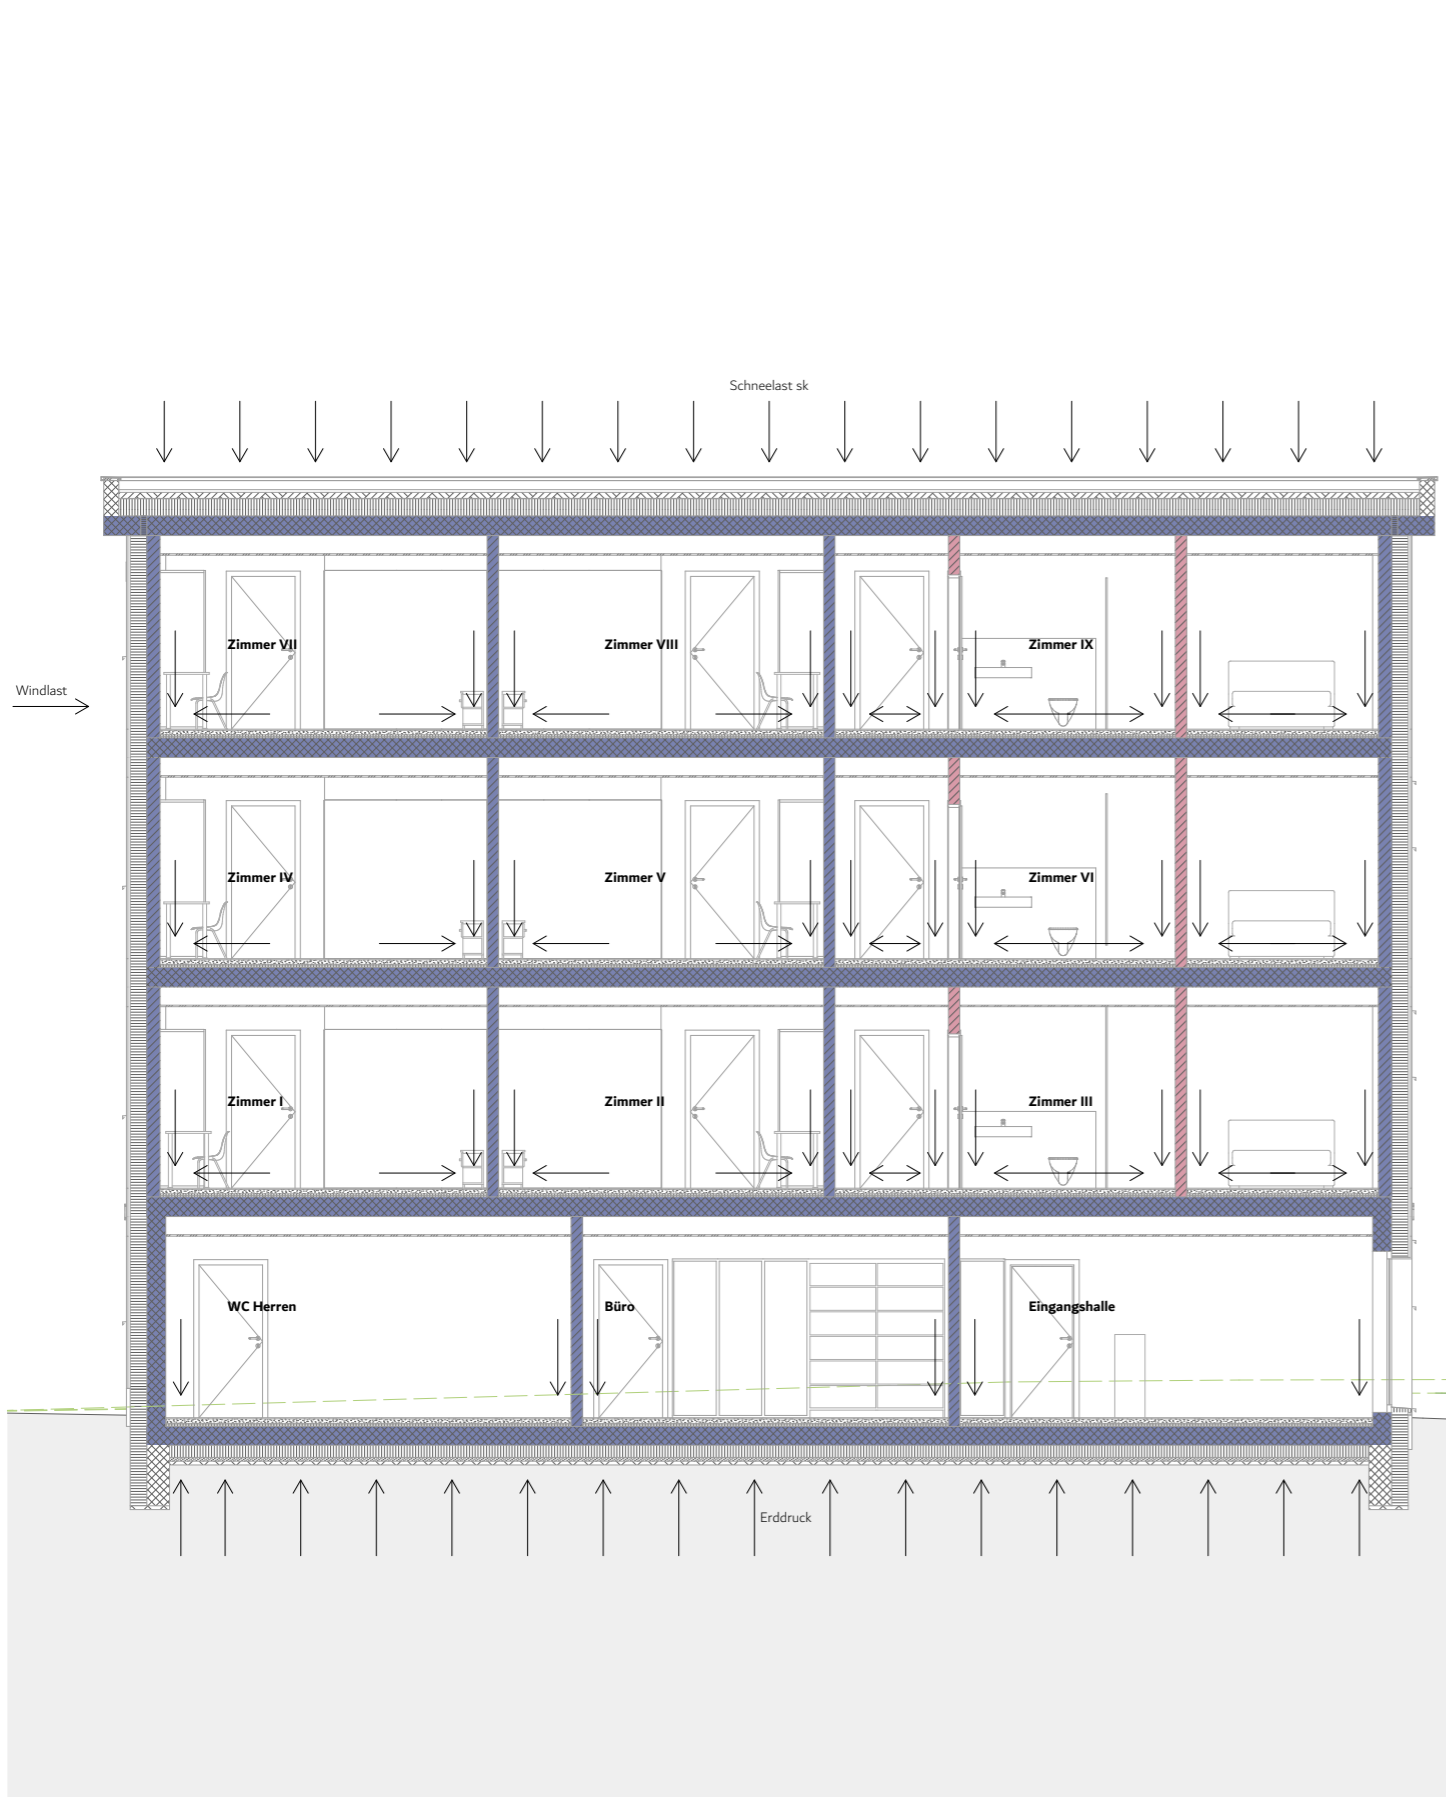 Schneelast sk
Zimmer VII
Zimmer VIII
Zimmer IX
Windlast
Zimmer IV
Zimmer V
Zimmer VI
Zimmer I
Zimmer II
Zimmer III
WC Herren
Büro
Eingangshalle
Erddruck